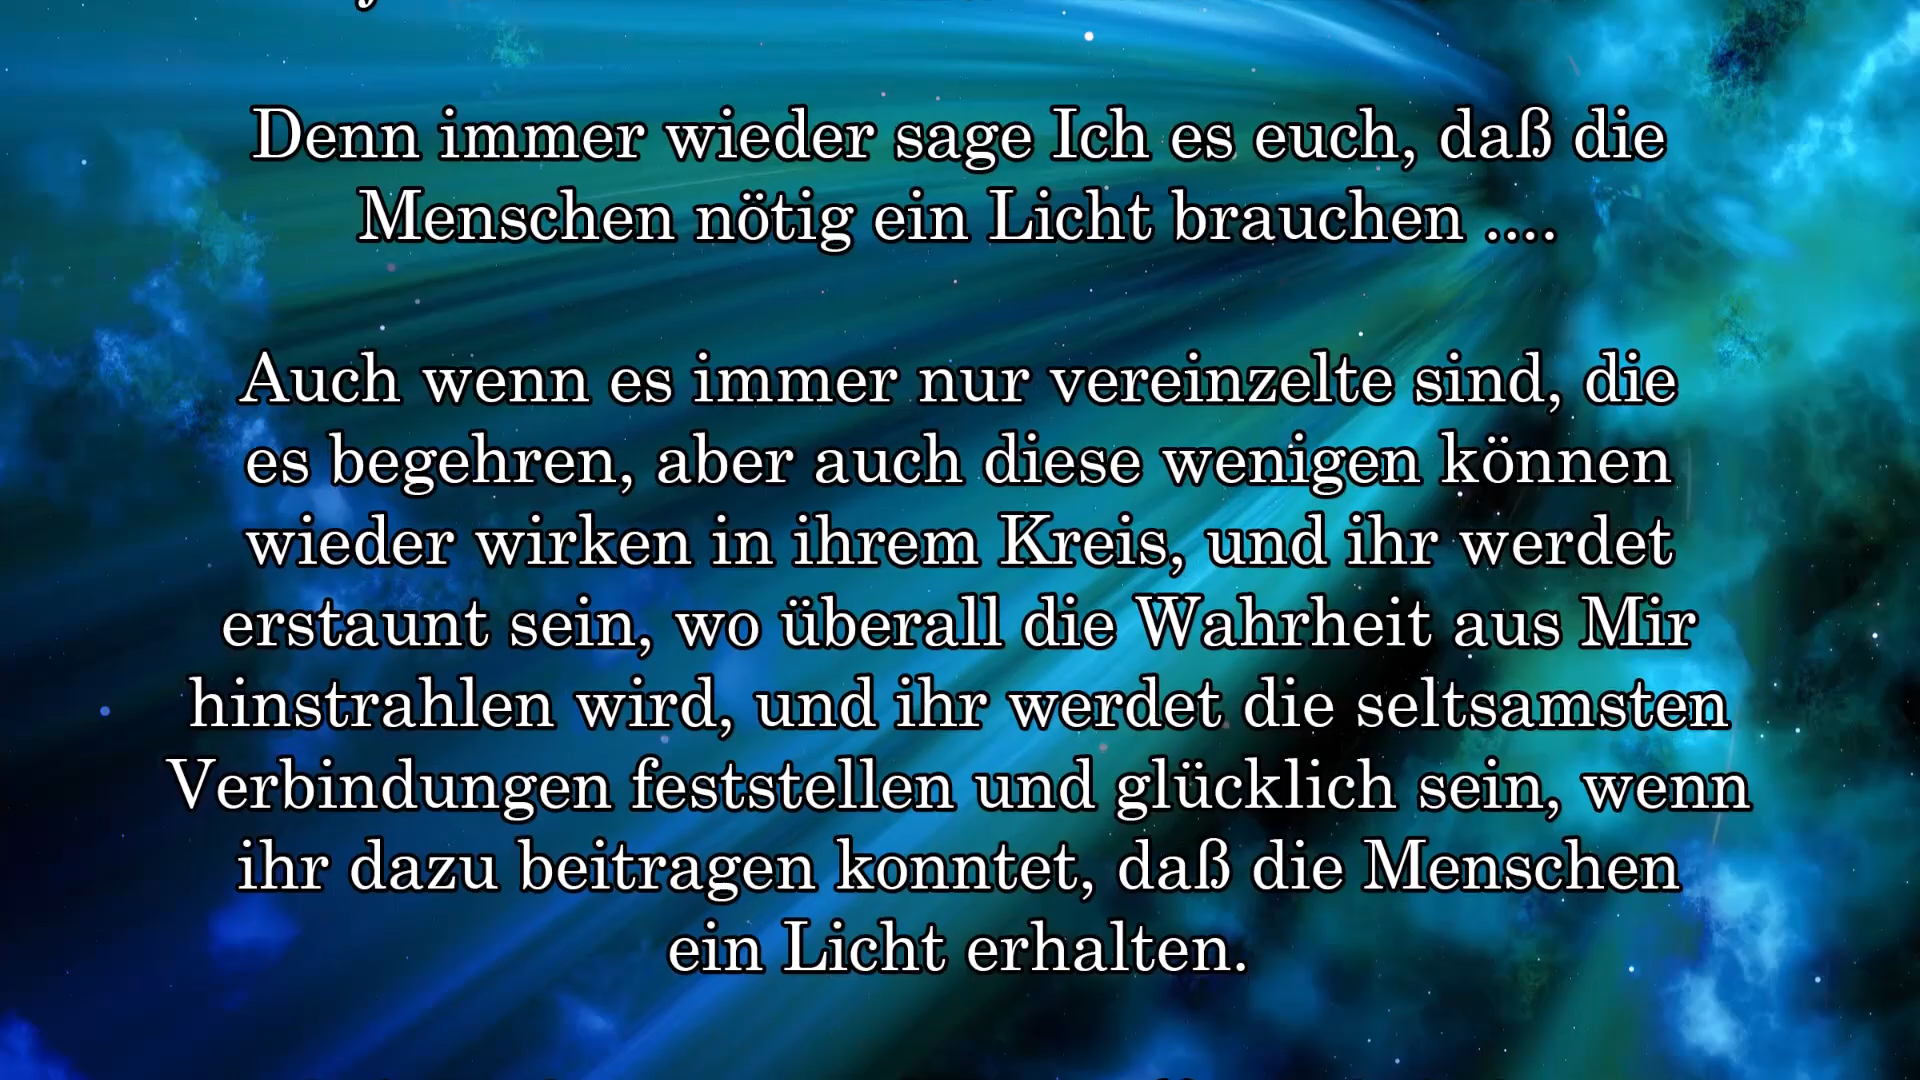 Denn immer wieder sage Ich es euch, daß die
Menschen nötig ein Licht brauchen ....
Auch wenn es immer nur vereinzelte sind, die
es begehren, aber auch diese wenigen können
wieder wirken in ihrem Kreis, und ihr werdet
erstaunt sein, wo überall die Wahrheit aus Mir
hinstrahlen wird, und ihr werdet die seltsamsten
Verbindungen feststellen und glücklich sein, wenn
ihr dazu beitragen konntet, daß die Menschen
ein Licht erhalten.